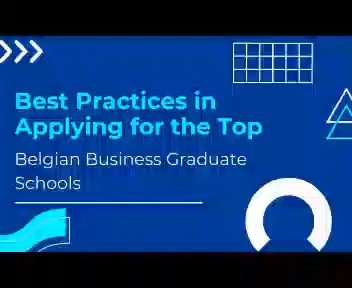 Best Practices in
Applying for the Top
Belgian Business Graduate
Schools